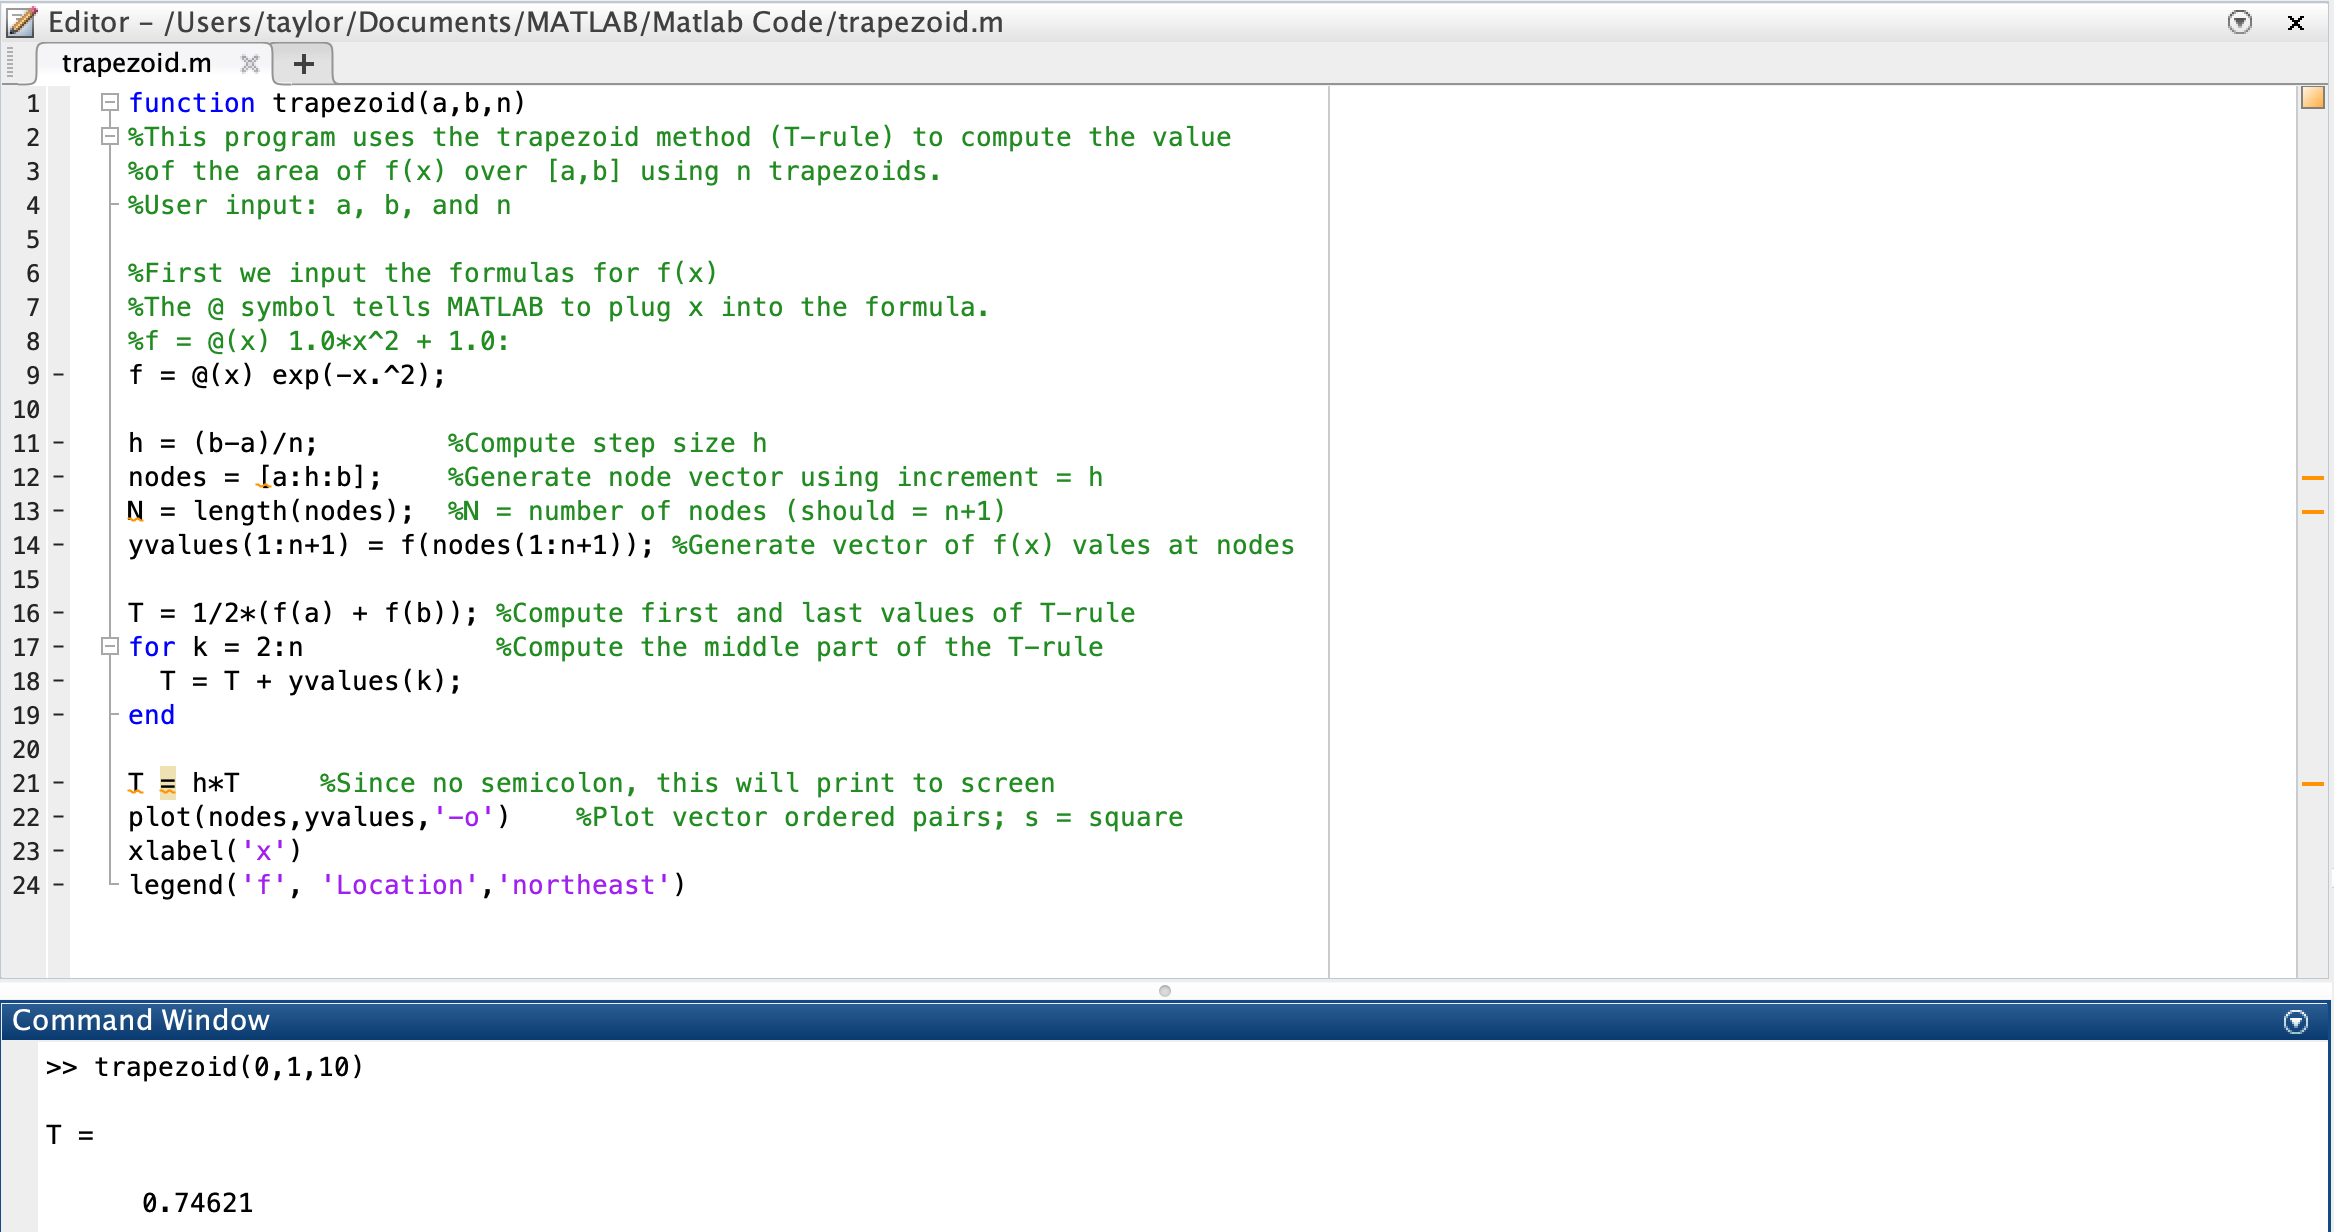 Editor – /Users/taylor/Documents/MATLAB/Matlab Code/trapezoid.m
trapezoid.m
1 function trapezoid(a,b,n)
2 %This program uses the trapezoid method (T-rule) to compute the value
3 %of the area of f(x) over [a,b] using n trapezoids.
4 %User input: a, b, and n
5
6 %First we input the formulas for f(x)
7 %The @ symbol tells MATLAB to plug x into the formula.
8 %f = @(x) 1.0*x^2 + 1.0:
9 – f = @(x) exp(-x.^2);
10
11 – h = (b-a)/n; %Compute step size h
12 – nodes = [a:h:b]; %Generate node vector using increment = h
13 – N = length(nodes); %N = number of nodes (should = n+1)
14 – yvalues(1:n+1) = f(nodes(1:n+1)); %Generate vector of f(x) vales at nodes
15
16 – T = 1/2*(f(a) + f(b)); %Compute first and last values of T-rule
17 – for k = 2:n %Compute the middle part of the T-rule
18 – T = T + yvalues(k);
19 – end
20
21 – T = h*T %Since no semicolon, this will print to screen
22 – plot(nodes,yvalues,'-o') %Plot vector ordered pairs; s = square
23 – xlabel('x')
24 – legend('f', 'Location','northeast')
Command Window
>> trapezoid(0,1,10)
T =
0.74621